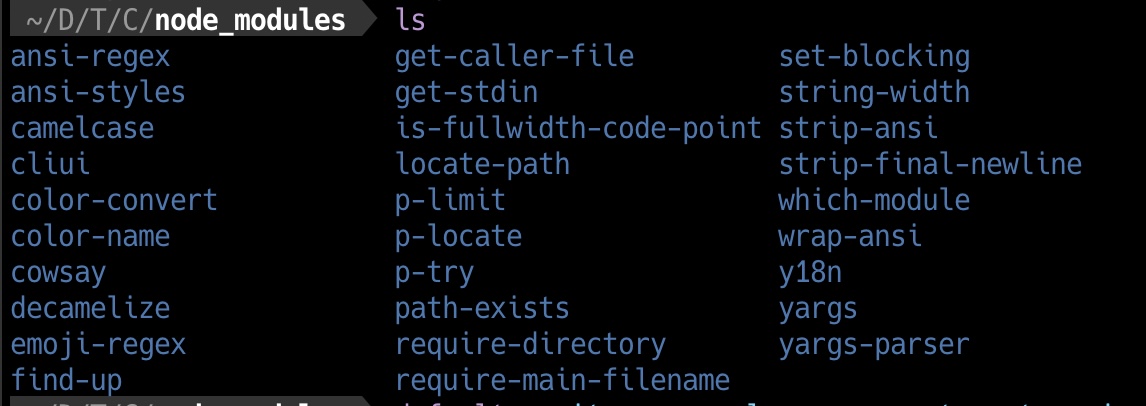 ~/D/T/C/node_modules ls
ansi-regex get-caller-file set-blocking
ansi-styles get-stdin string-width
camelcase is-fullwidth-code-point strip-ansi
cliui locate-path strip-final-newline
color-convert p-limit which-module
color-name p-locate wrap-ansi
cowsay p-try y18n
decamelize path-exists yargs
emoji-regex require-directory yargs-parser
find-up require-main-filename